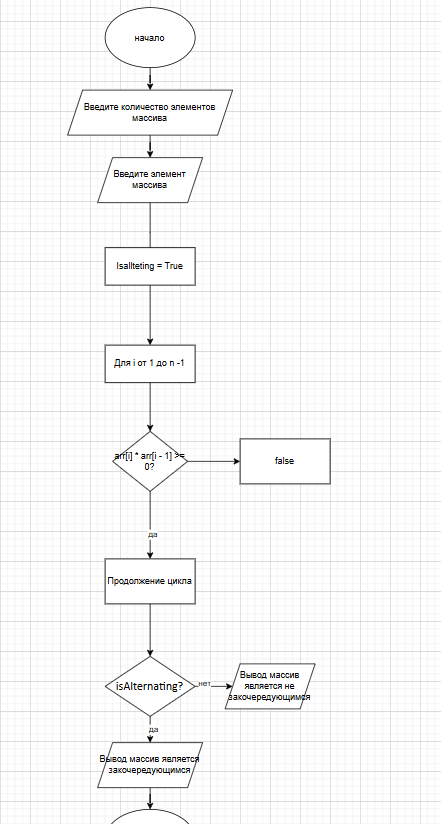 начало
Введите количество элементов
массива
Введите элемент
массива
Isallteting = True
Для i от 1 до n -1
arr[i] * arr[i - 1] >=
0?
false
да
Продолжение цикла
isAlternating?
нет
Вывод массив
является не
закочередующимся
да
Вывод массив является
закочередующимся